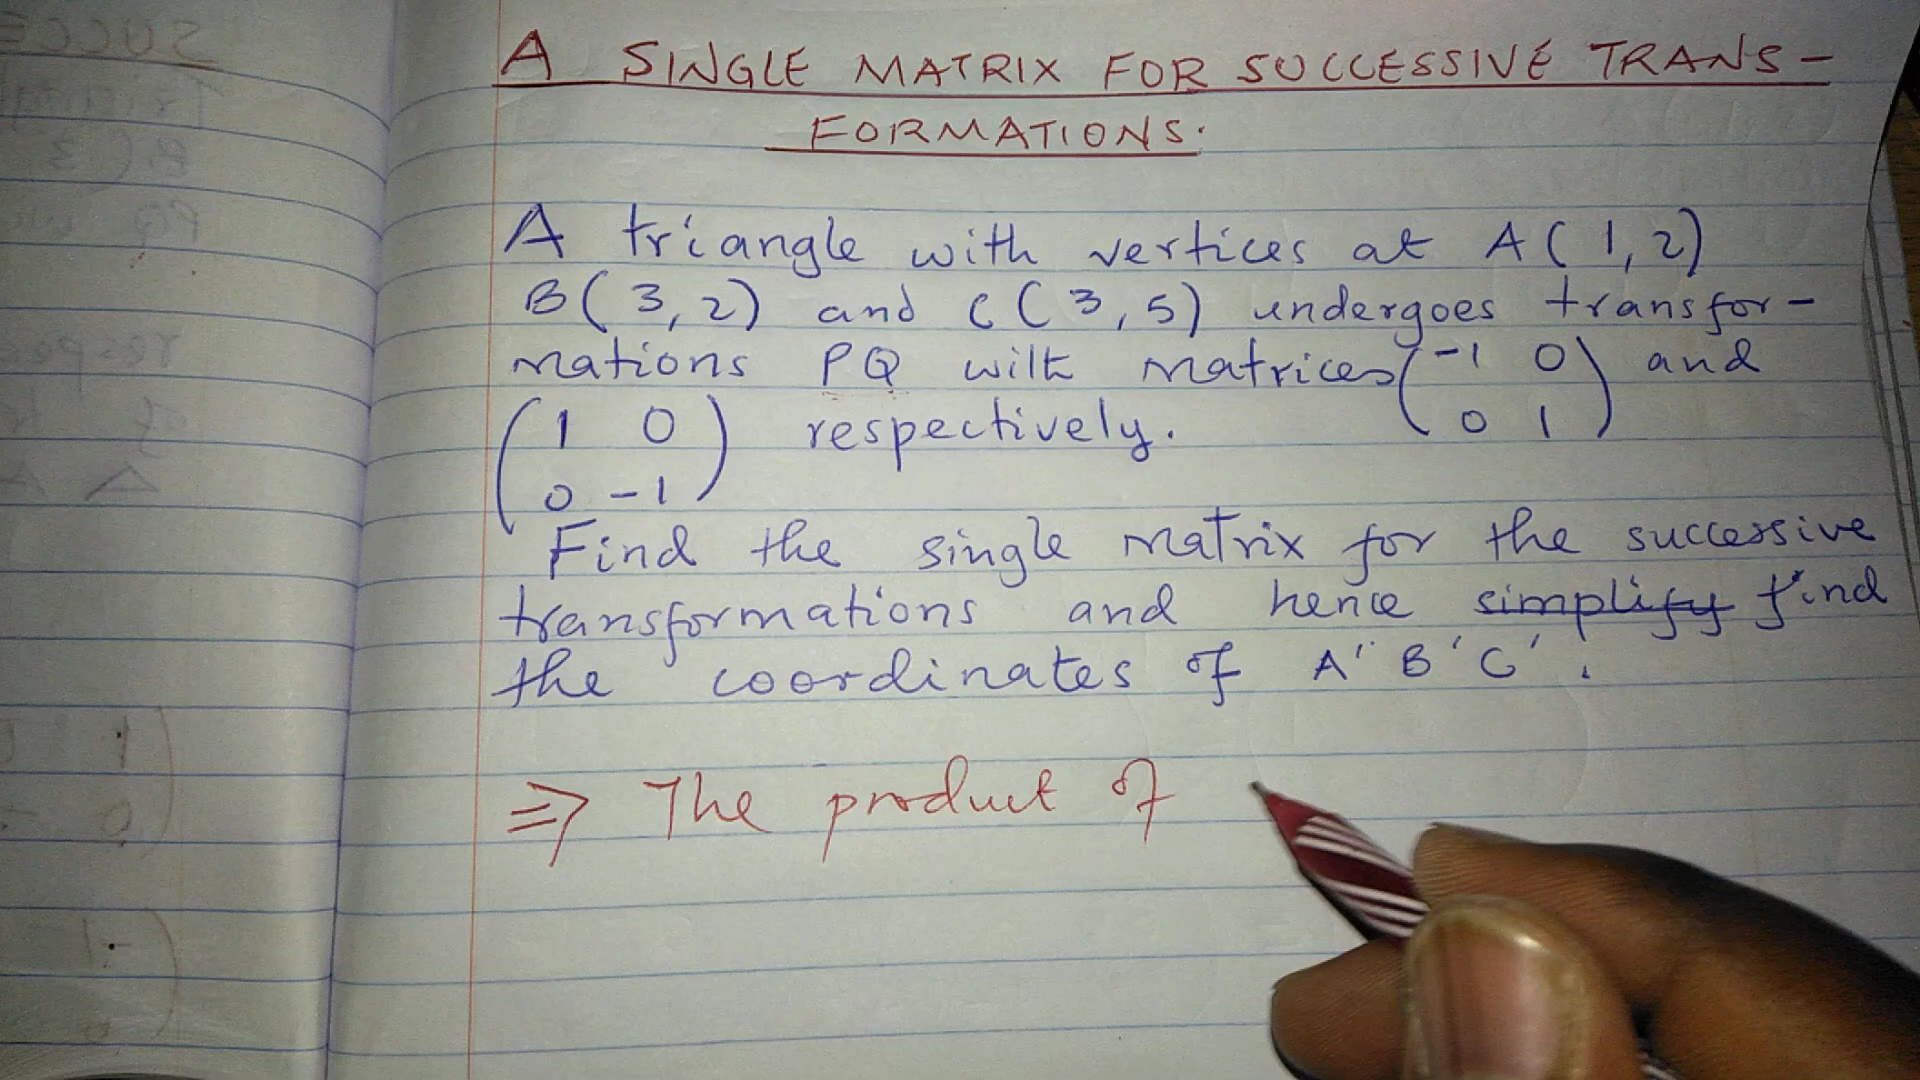 A SINGLE MATRIX FOR SUCCESSIVE TRANS-
FORMATIONS.
A triangle with vertices at A(1,2)
B(3,2) and C(3,5) undergoes transfor-
mations PQ with matrices (-1 0 and
0 1)
(1 0 respectively.
0 -1)
Find the single matrix for the successive
transformations and hence simplify find
the coordinates of A' B' C'.
⇒ The product of